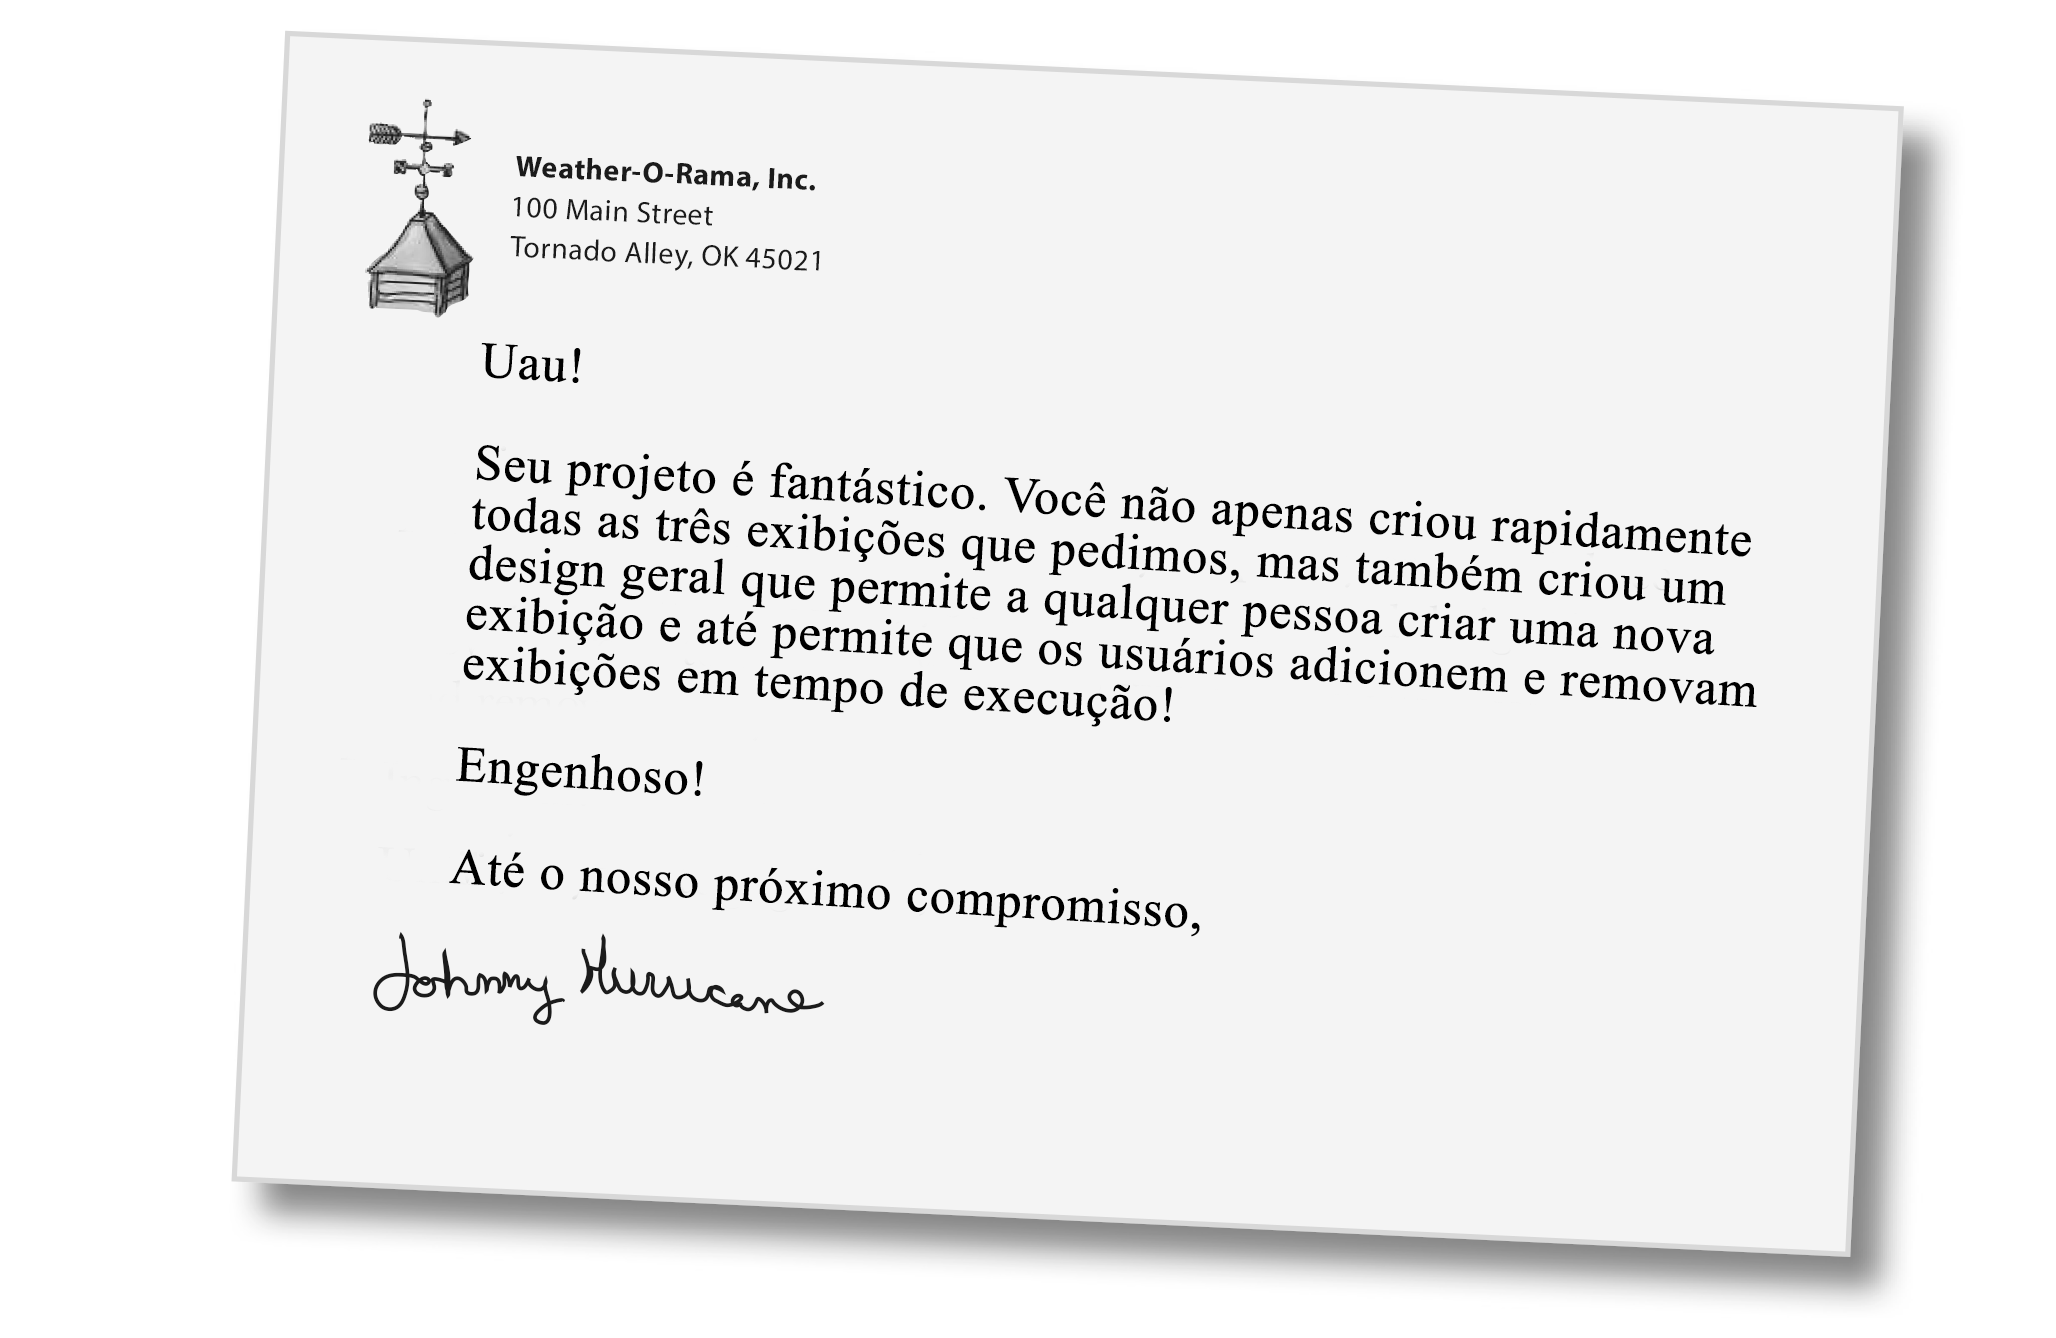 Weather-O-Rama, Inc.
100 Main Street
Tornado Alley, OK 45021
Uau!
Seu projeto é fantástico. Você não apenas criou rapidamente
todas as três exibições que pedimos, mas também criou um
design geral que permite a qualquer pessoa criar uma nova
exibição e até permite que os usuários adicionem e removam
exibições em tempo de execução!
Engenhoso!
Até o nosso próximo compromisso,
Johnny Hurricane